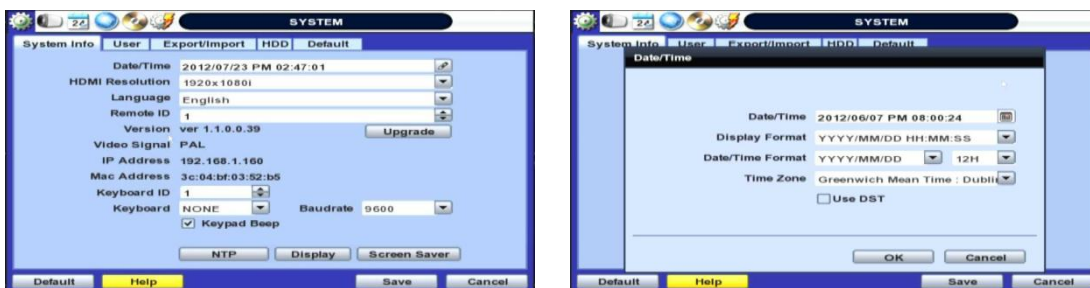 SYSTEM
System Info User Export/Import HDD Default
Date/Time 2012/07/23 PM 02:47:01
HDMI Resolution 1920x1080i
Language English
Remote ID 1
Version ver 1.1.0.0.39 Upgrade
Video Signal PAL
IP Address 192.168.1.160
Mac Address 3c:04:bf:03:52:b5
Keyboard ID 1
Keyboard NONE Baudrate 9600
Keypad Beep
NTP Display Screen Saver
Default Help Save Cancel
SYSTEM
System Info User Export/Import HDD Default
Date/Time
Date/Time 2012/06/07 PM 08:00:24
Display Format YYYY/MM/DD HH:MM:SS
Date/Time Format YYYY/MM/DD 12H
Time Zone Greenwich Mean Time : Dubli
Use DST
OK Cancel
Default Help Save Cancel